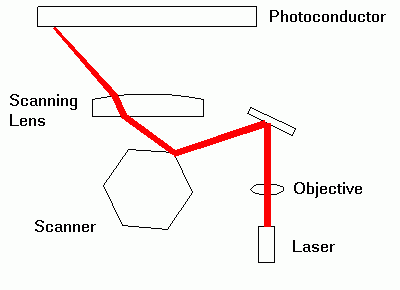 Photoconductor
Scanning
Lens
Objective
Scanner
Laser